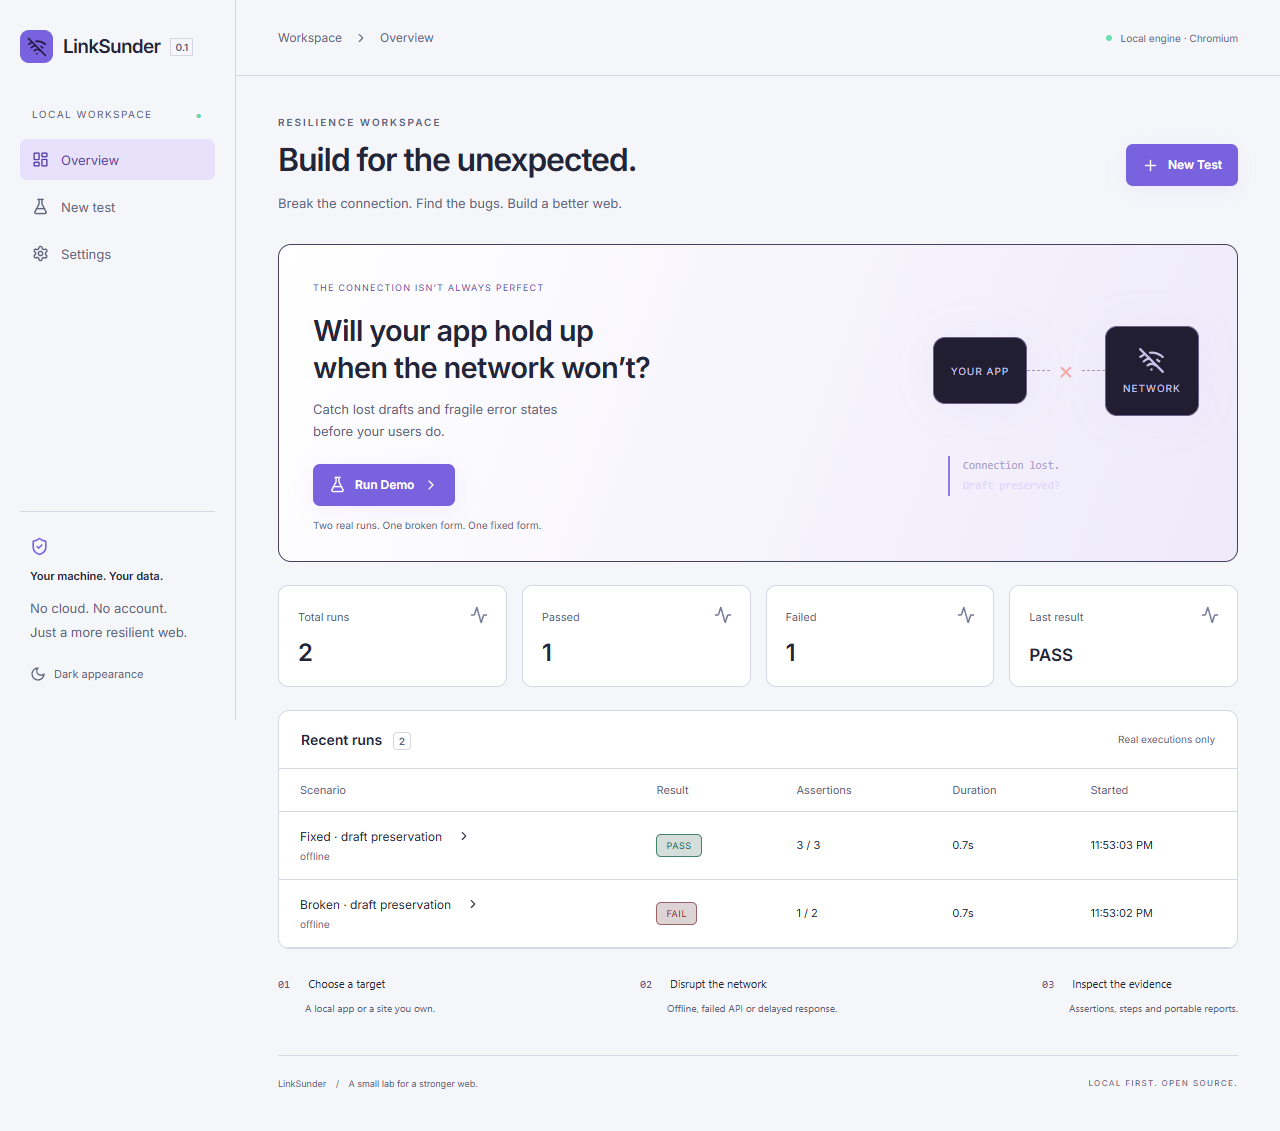 LinkSunder 0.1
LOCAL WORKSPACE
Overview
New test
Settings
Your machine. Your data.
No cloud. No account.
Just a more resilient web.
Dark appearance
Workspace > Overview
Local engine · Chromium
RESILIENCE WORKSPACE
Build for the unexpected.
Break the connection. Find the bugs. Build a better web.
New Test
THE CONNECTION ISN'T ALWAYS PERFECT
Will your app hold up
when the network won’t?
Catch lost drafts and fragile error states
before your users do.
Run Demo
Two real runs. One broken form. One fixed form.
YOUR APP
NETWORK
Connection lost.
Draft preserved?
Total runs
2
Passed
1
Failed
1
Last result
PASS
Recent runs 2
Real executions only
Scenario Result Assertions Duration Started
Fixed · draft preservation PASS 3 / 3 0.7s 11:53:03 PM
offline
Broken · draft preservation FAIL 1 / 2 0.7s 11:53:02 PM
offline
01 Choose a target
A local app or a site you own.
02 Disrupt the network
Offline, failed API or delayed response.
03 Inspect the evidence
Assertions, steps and portable reports.
LinkSunder / A small lab for a stronger web.
LOCAL FIRST. OPEN SOURCE.